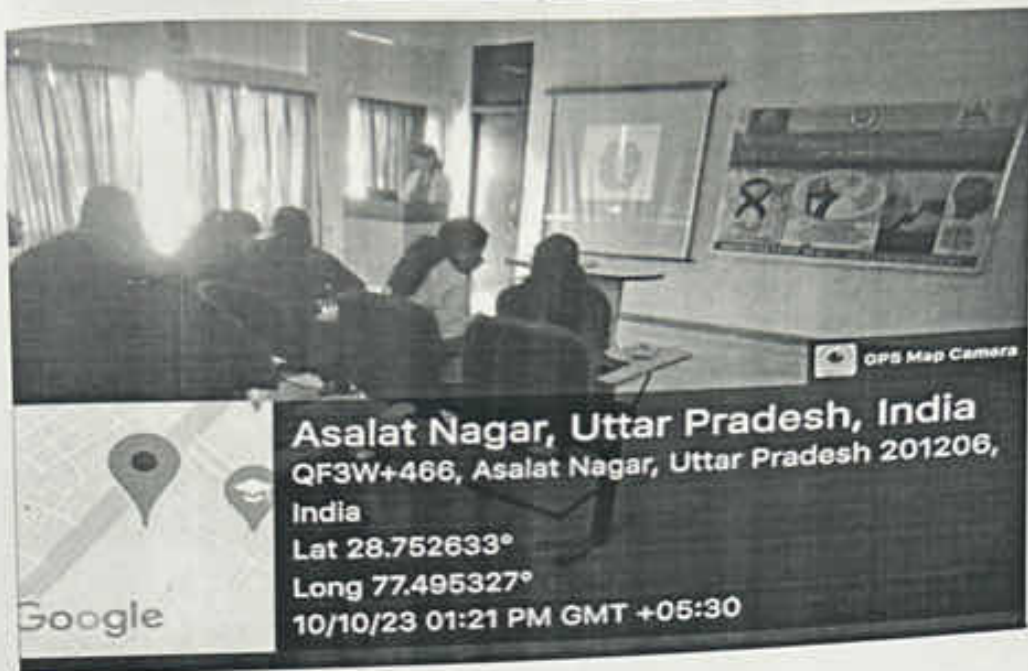 GPS Map Camera
Asalat Nagar, Uttar Pradesh, India
QF3W+466, Asalat Nagar, Uttar Pradesh 201206,
India
Lat 28.752633°
Long 77.495327°
10/10/23 01:21 PM GMT +05:30
Google